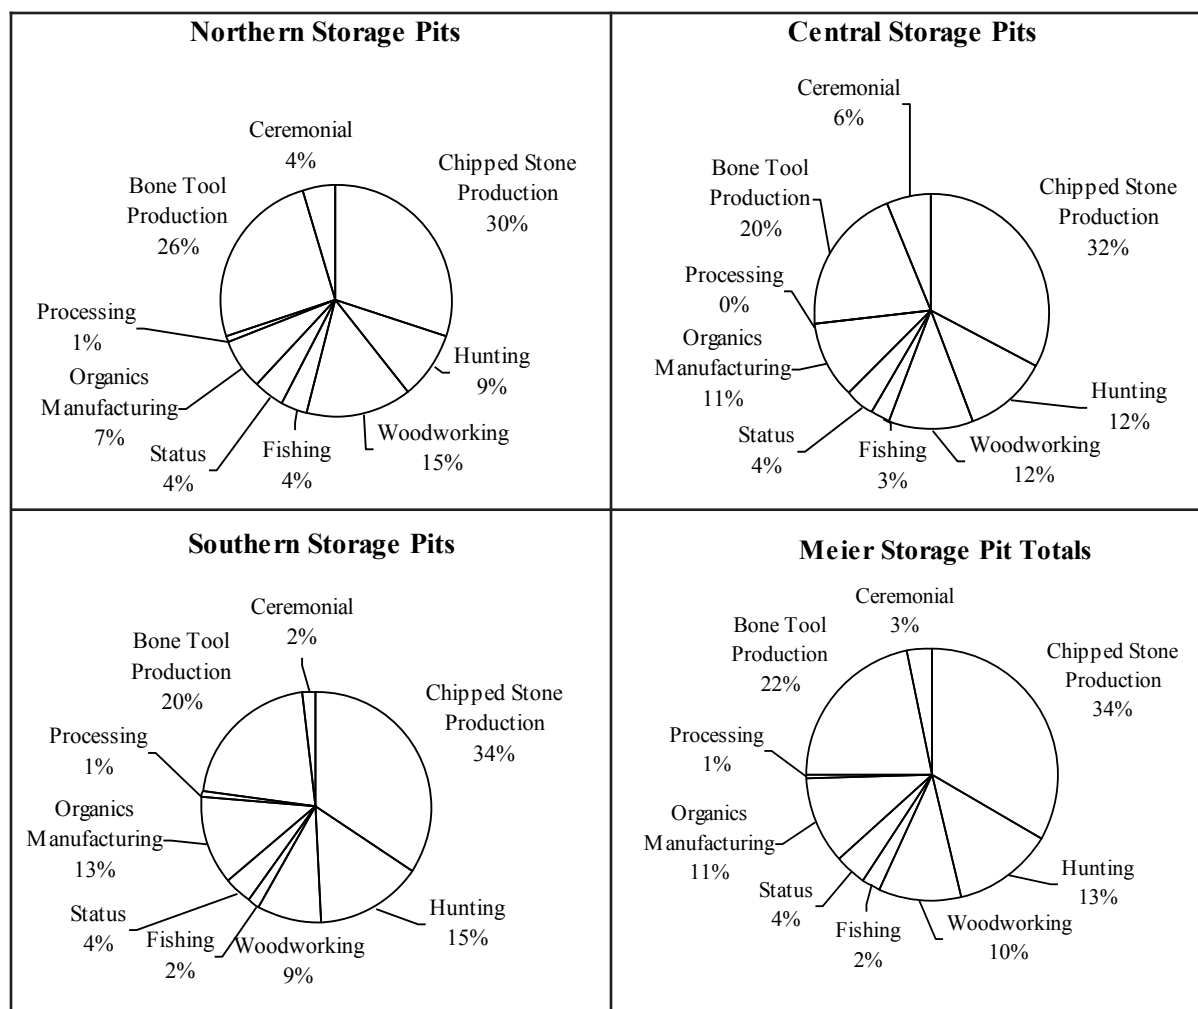 Northern Storage Pits
Ceremonial
4%
Chipped Stone
Production
30%
Bone Tool
Production
26%
Processing
1%
Hunting
9%
Organics
Manufacturing
7%
Woodworking
15%
Status
4%
Fishing
4%
Central Storage Pits
Ceremonial
6%
Bone Tool
Production
20%
Chipped Stone
Production
32%
Processing
0%
Organics
Manufacturing
11%
Hunting
12%
Status
4%
Fishing
3%
Woodworking
12%
Southern Storage Pits
Ceremonial
2%
Bone Tool
Production
20%
Chipped Stone
Production
34%
Processing
1%
Organics
Manufacturing
13%
Status
4%
Fishing
2%
Woodworking
9%
Hunting
15%
Meier Storage Pit Totals
Ceremonial
3%
Bone Tool
Production
22%
Chipped Stone
Production
34%
Processing
1%
Organics
Manufacturing
11%
Status
4%
Fishing
2%
Woodworking
10%
Hunting
13%